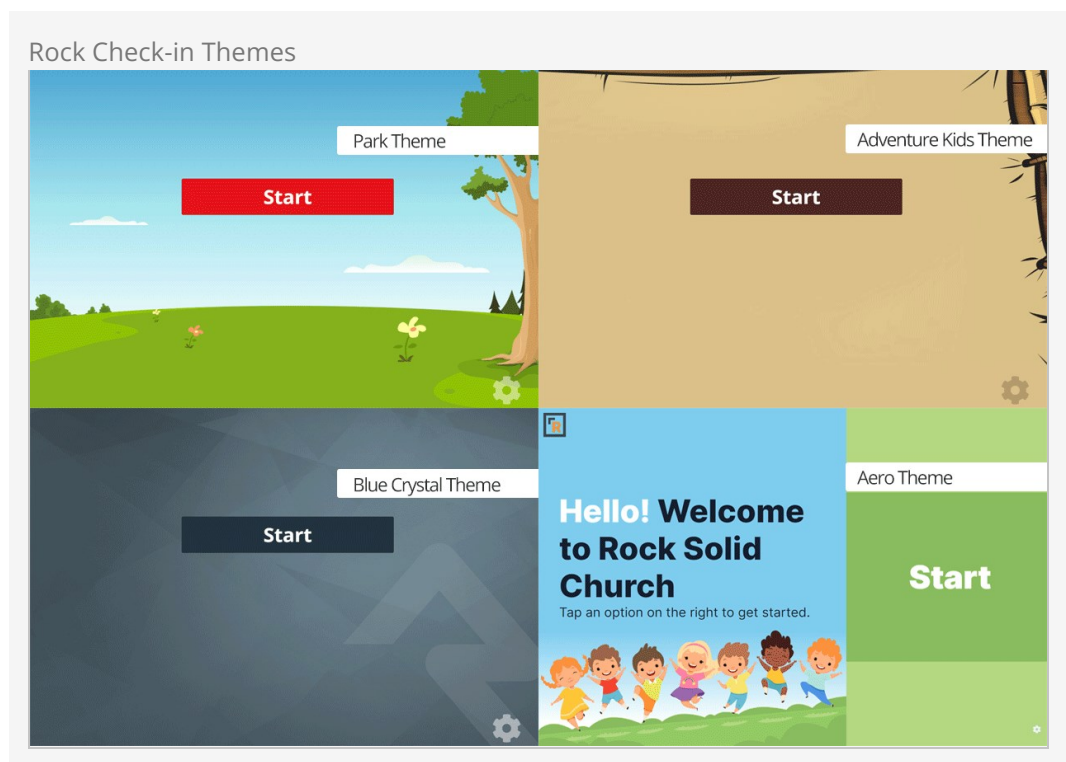 Rock Check-in Themes
Park Theme
Start
Adventure Kids Theme
Start
Blue Crystal Theme
Start
R
Hello! Welcome
to Rock Solid
Church
Tap an option on the right to get started.
Aero Theme
Start